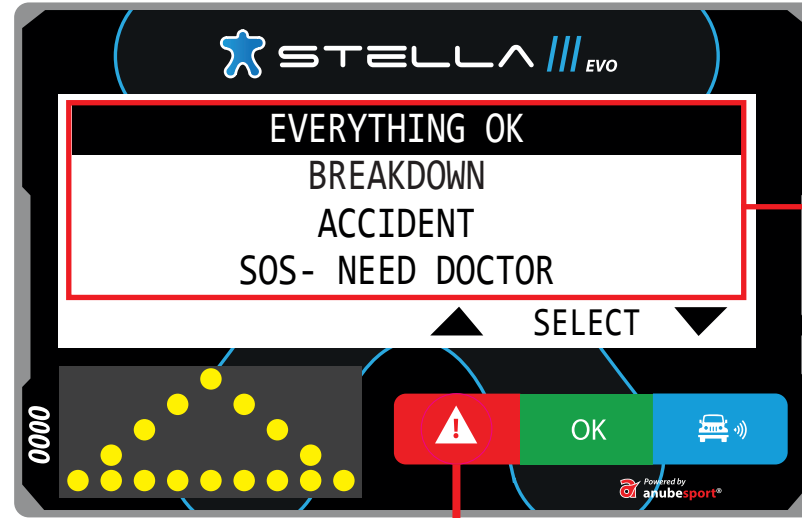 STELLA III EVO
EVERYTHING OK
BREAKDOWN
ACCIDENT
SOS- NEED DOCTOR
SELECT
0000
OK
Powered by
anubesport®